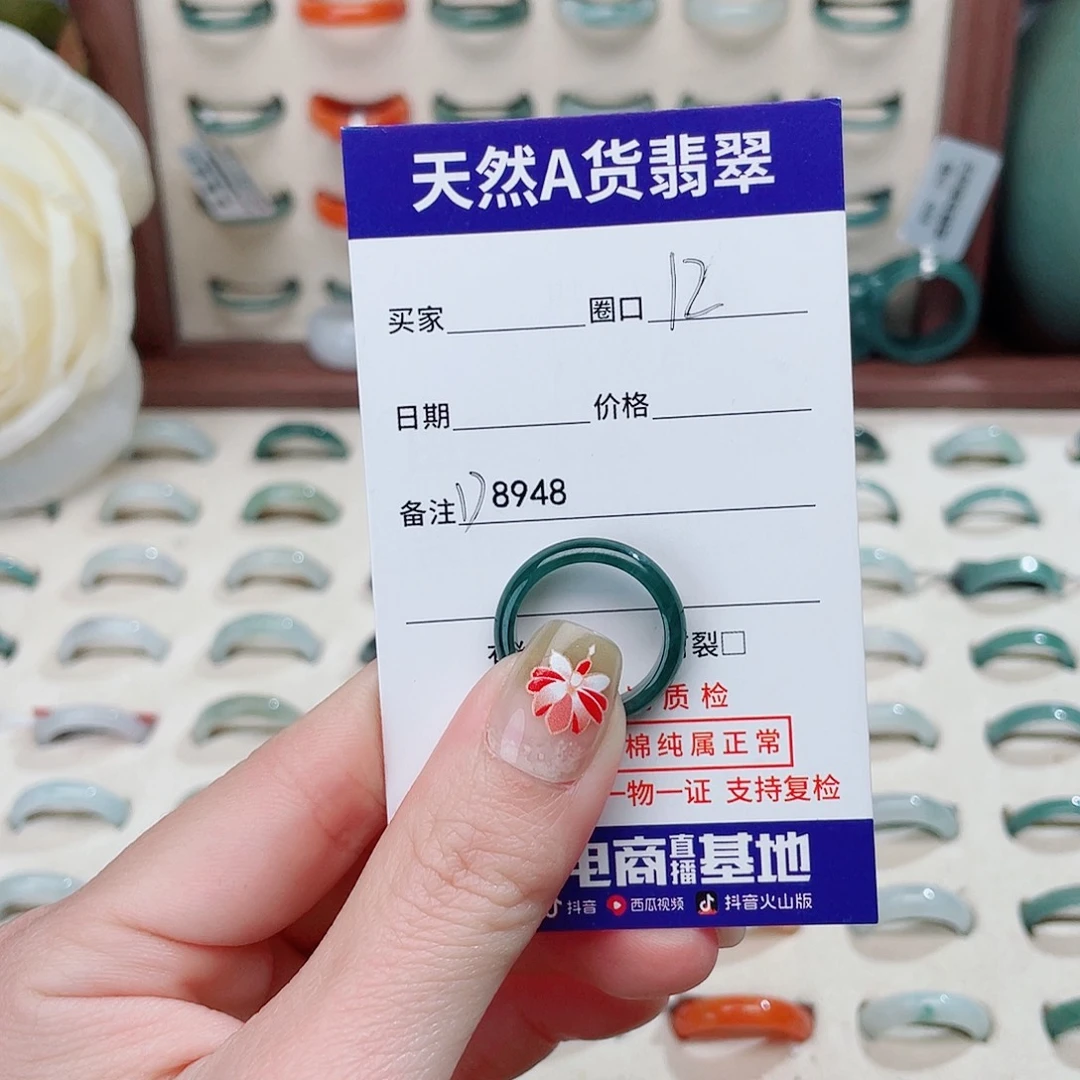 天然A货翡翠
买家 圈口 12
日期 价格
备注 8948
裂□
质检
棉纯属正常
一物一证 支持复检
电商直播基地
抖音 西瓜视频 抖音火山版